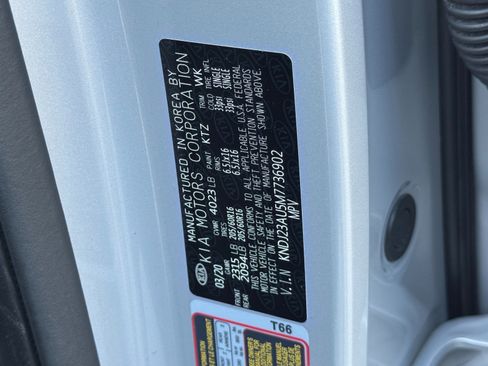 MANUFACTURED IN KOREA BY
KIA MOTORS CORPORATION
03/20 GVWR 4023 LB PAINT KTZ TRIM WK
GAWR TIRES RIMS COLD TIRE INFL.
FRONT 2315 LB 205/60R16 6.5Jx16 33psi SINGLE
REAR 2094 LB 205/60R16 6.5Jx16 33psi SINGLE
THIS VEHICLE CONFORMS TO ALL APPLICABLE U.S.A. FEDERAL
MOTOR VEHICLE SAFETY AND THEFT PREVENTION STANDARDS
IN EFFECT ON THE DATE OF MANUFACTURE SHOWN ABOVE.
V.I.N KNDJ23AU5M7736902
MPV
KIA
T66